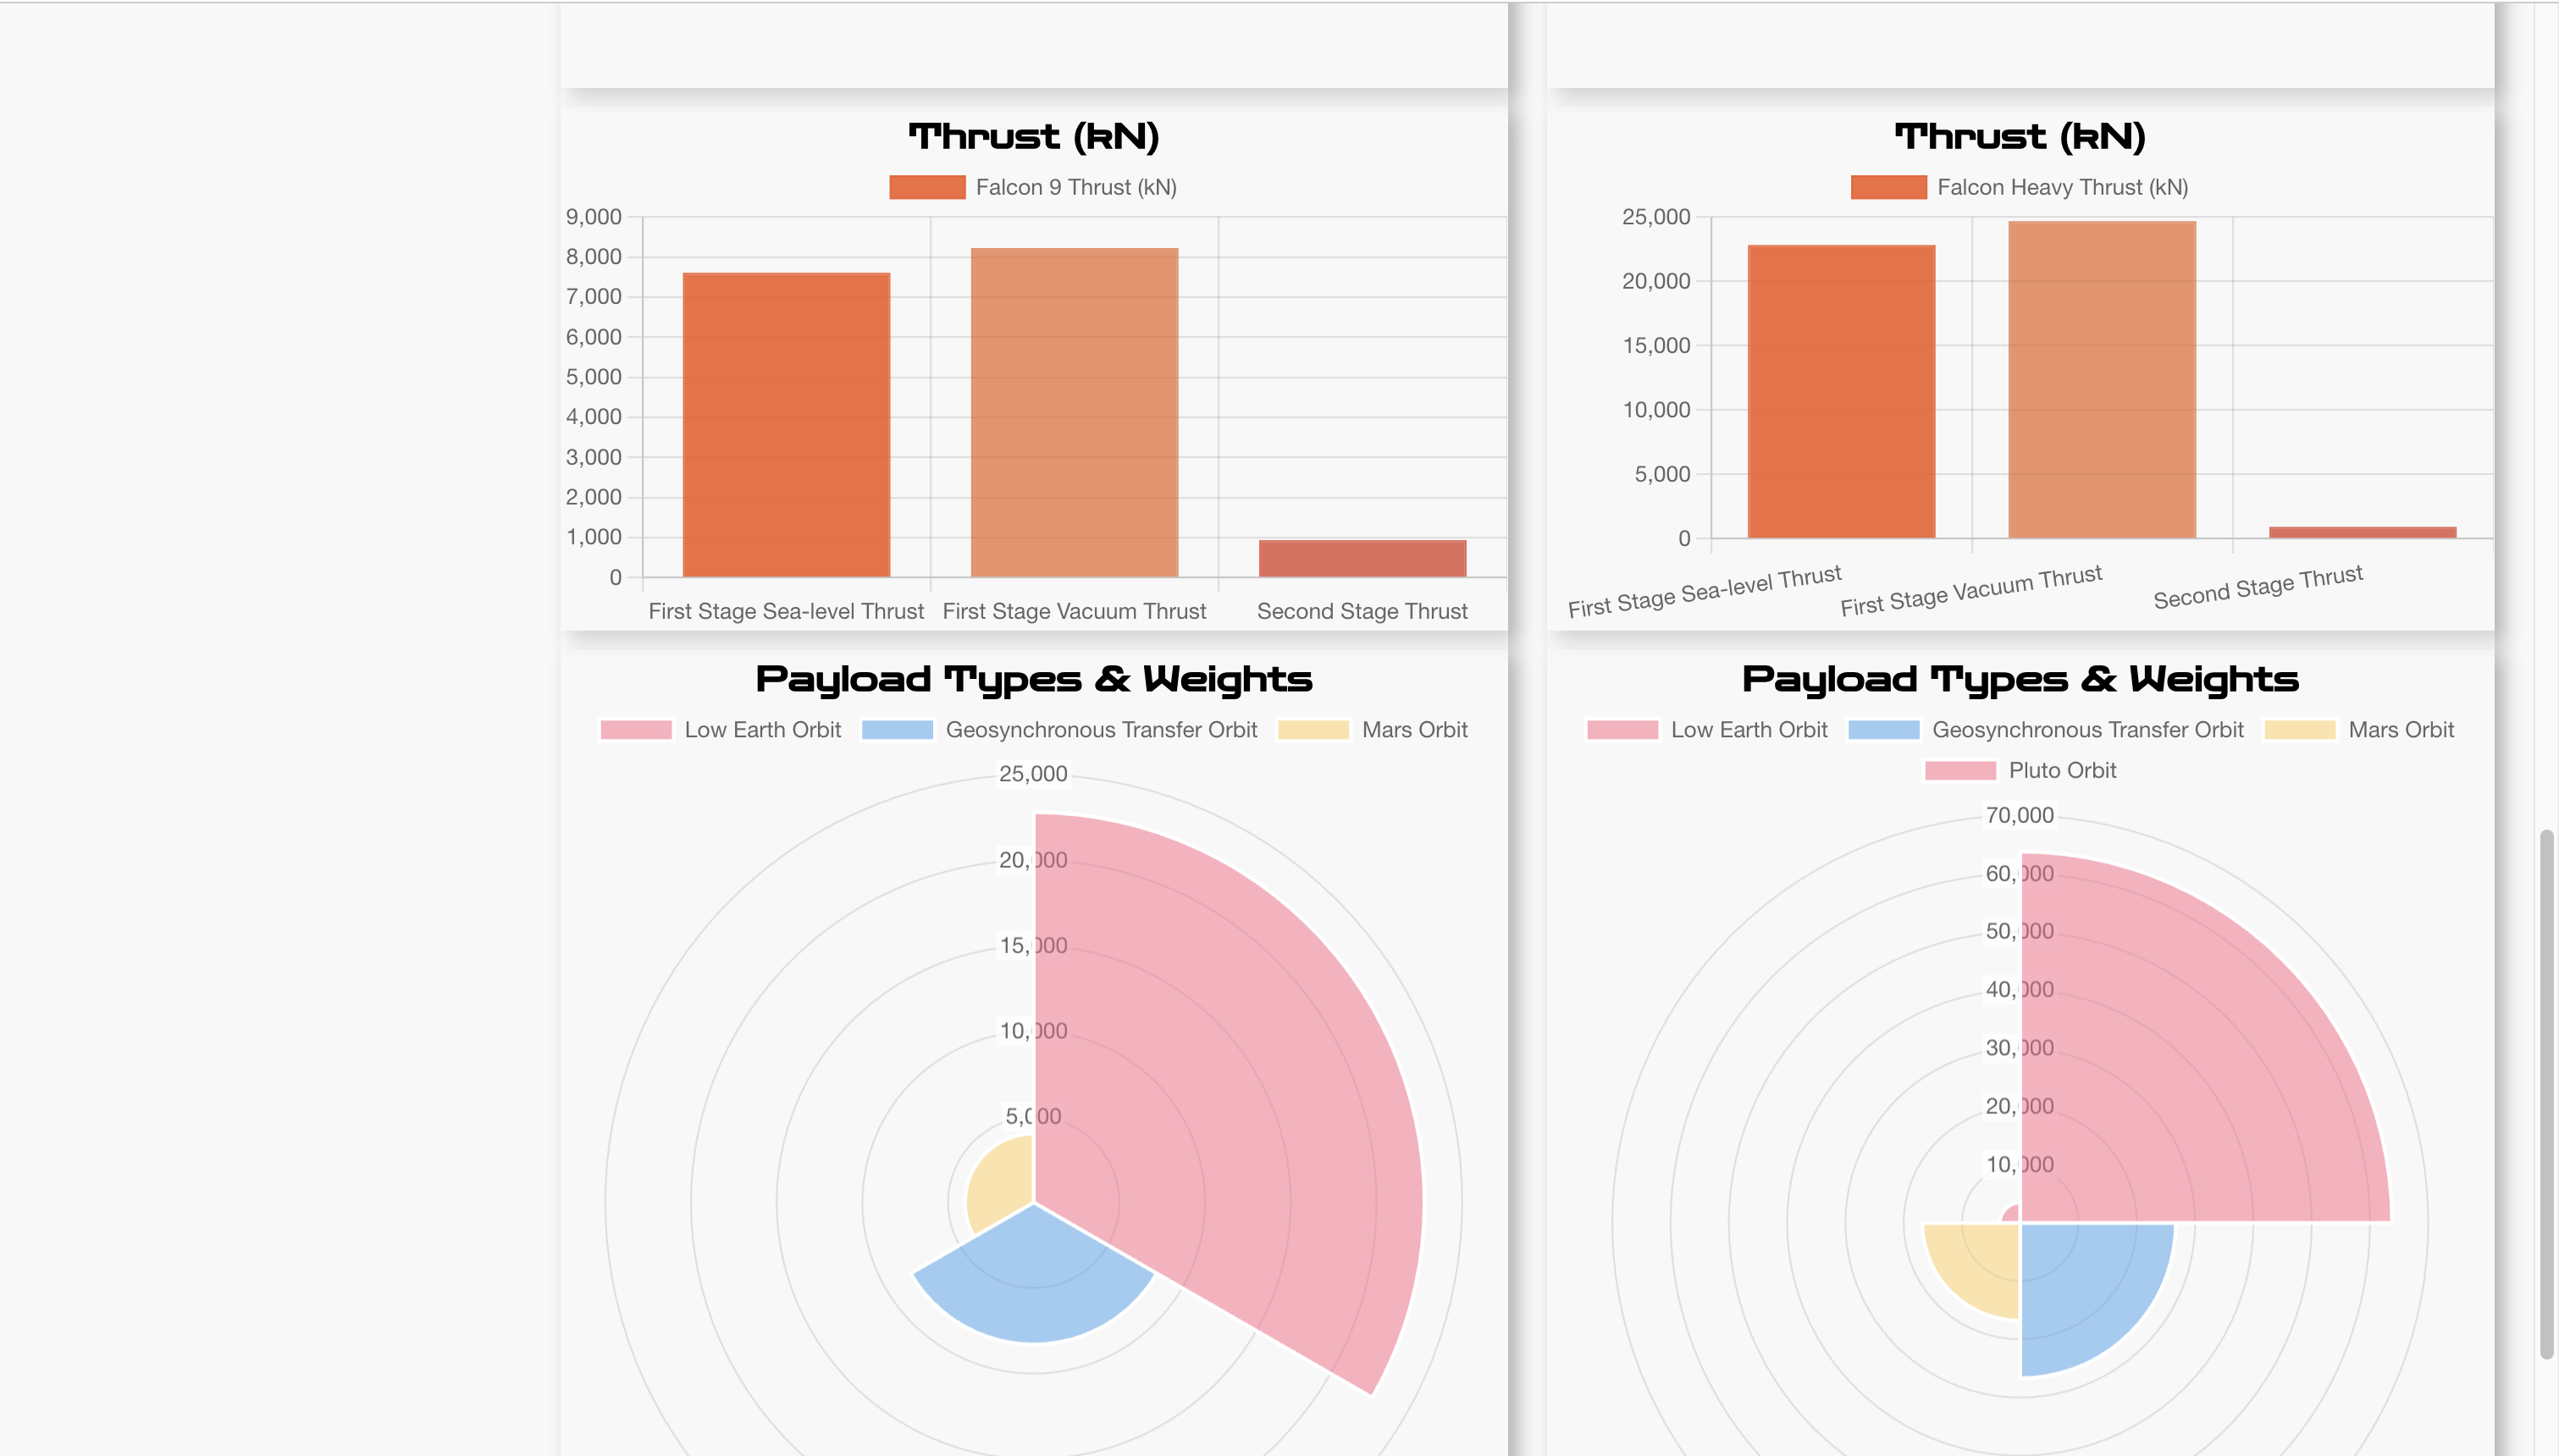 Thrust (kN)
Falcon 9 Thrust (kN)
9,000
8,000
7,000
6,000
5,000
4,000
3,000
2,000
1,000
0
First Stage Sea-level Thrust
First Stage Vacuum Thrust
Second Stage Thrust
Thrust (kN)
Falcon Heavy Thrust (kN)
25,000
20,000
15,000
10,000
5,000
0
First Stage Sea-level Thrust
First Stage Vacuum Thrust
Second Stage Thrust
Payload Types & Weights
Low Earth Orbit
Geosynchronous Transfer Orbit
Mars Orbit
25,000
20,000
15,000
10,000
5,000
Payload Types & Weights
Low Earth Orbit
Geosynchronous Transfer Orbit
Mars Orbit
Pluto Orbit
70,000
60,000
50,000
40,000
30,000
20,000
10,000